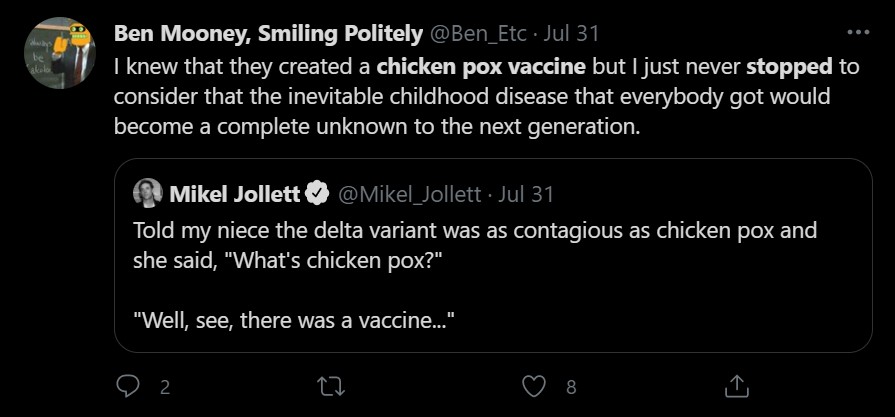 Ben Mooney, Smiling Politely @Ben_Etc · Jul 31
I knew that they created a chicken pox vaccine but I just never stopped to
consider that the inevitable childhood disease that everybody got would
become a complete unknown to the next generation.
Mikel Jollett @Mikel_Jollett · Jul 31
Told my niece the delta variant was as contagious as chicken pox and
she said, "What's chicken pox?"
"Well, see, there was a vaccine..."
2 8